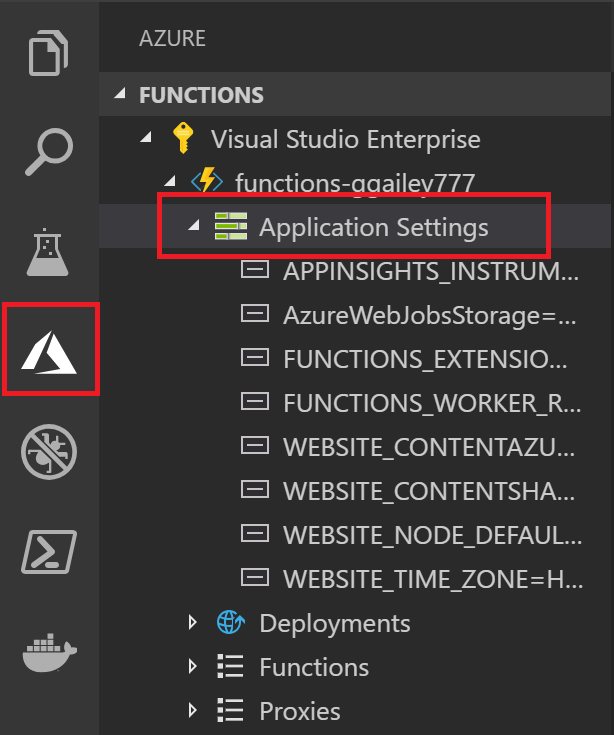 AZURE
FUNCTIONS
Visual Studio Enterprise
functions-ggailey777
Application Settings
APPINSIGHTS_INSTRUM...
AzureWebJobsStorage=...
FUNCTIONS_EXTENSIO...
FUNCTIONS_WORKER_R...
WEBSITE_CONTENTAZU...
WEBSITE_CONTENTSHA...
WEBSITE_NODE_DEFAUL...
WEBSITE_TIME_ZONE=H...
Deployments
Functions
Proxies